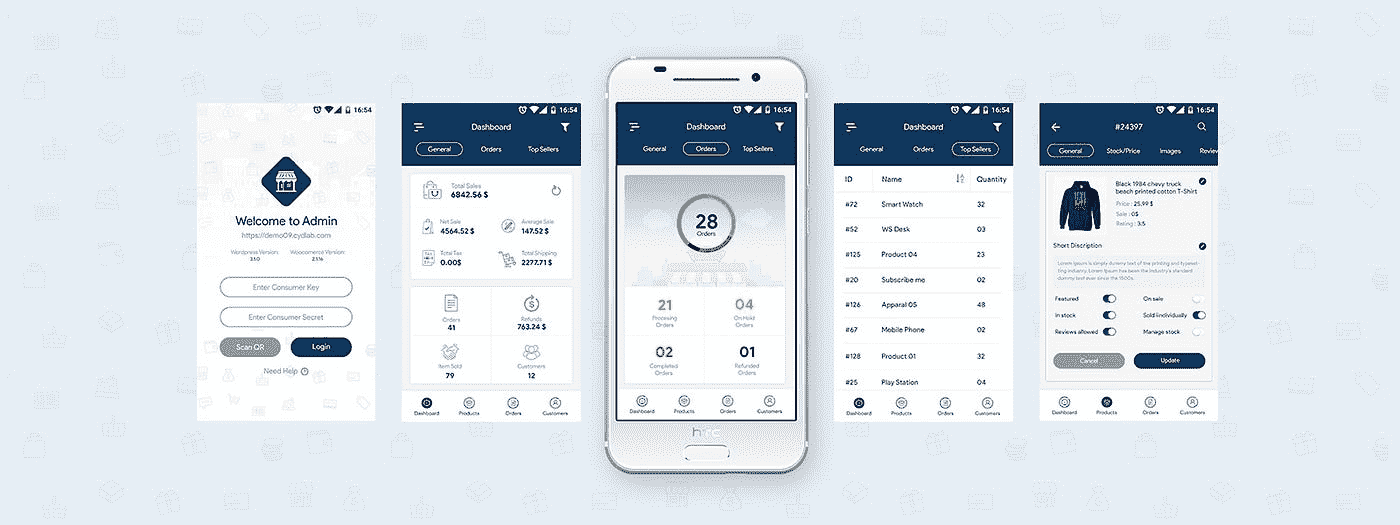 16:54
Welcome to Admin
https://demo09.cydlab.com
Wordpress Version: Woocommerce Version:
3.1.0 2.1.16
Enter Consumer Key
Enter Consumer Secret
Scan QR Login
Need Help
16:54
Dashboard
General Orders Top Sellers
Total Sales
6842.56 $
Net Sale Average Sale
4564.52 $ 147.52 $
Total Tax Total Shipping
0.00$ 2277.71 $
Orders Refunds
41 763.24 $
Item Sold Customers
79 12
Dashboard Products Orders Customers
16:54
Dashboard
General Orders Top Sellers
28
Orders
21 04
Procesing On Hold
Orders Orders
02 01
Completed Refunded
Orders Orders
Dashboard Products Orders Customers
hTC
16:54
Dashboard
General Orders Top Sellers
ID Name Quantity
#72 Smart Watch 32
#52 WS Desk 03
#125 Product 04 23
#20 Subscribe me 02
#126 Apparal 05 48
#67 Mobile Phone 02
#128 Product 01 32
#25 Play Station 04
Dashboard Products Orders Customers
16:54
#24397
General Stock/Price Images Review
Black 1984 chevy truck
beach printed cotton T-Shirt
Price : 25,99 $
Sale : 0$
Rating : 3.5
Short Discription
Lorem Ipsum is simply dummy text of the printing and typeset-
ting industry. Lorem Ipsum has been the industry's standard
dummy text ever since the 1500s.
Featured On sale
In stock Sold iindividually
Reviews allowed Manage stock
Cancel Update
Dashboard Products Orders Customers